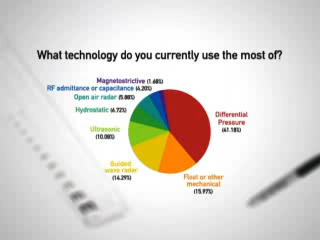 What technology do you currently use the most of?
Magnetostrictive (1.68%)
RF admittance or capacitance (4.20%)
Open air radar (5.88%)
Hydrostatic (6.72%)
Ultrasonic
(10.08%)
Guided
wave radar
(14.29%)
Differential
Pressure
(41.18%)
Float or other
mechanical
(15.97%)